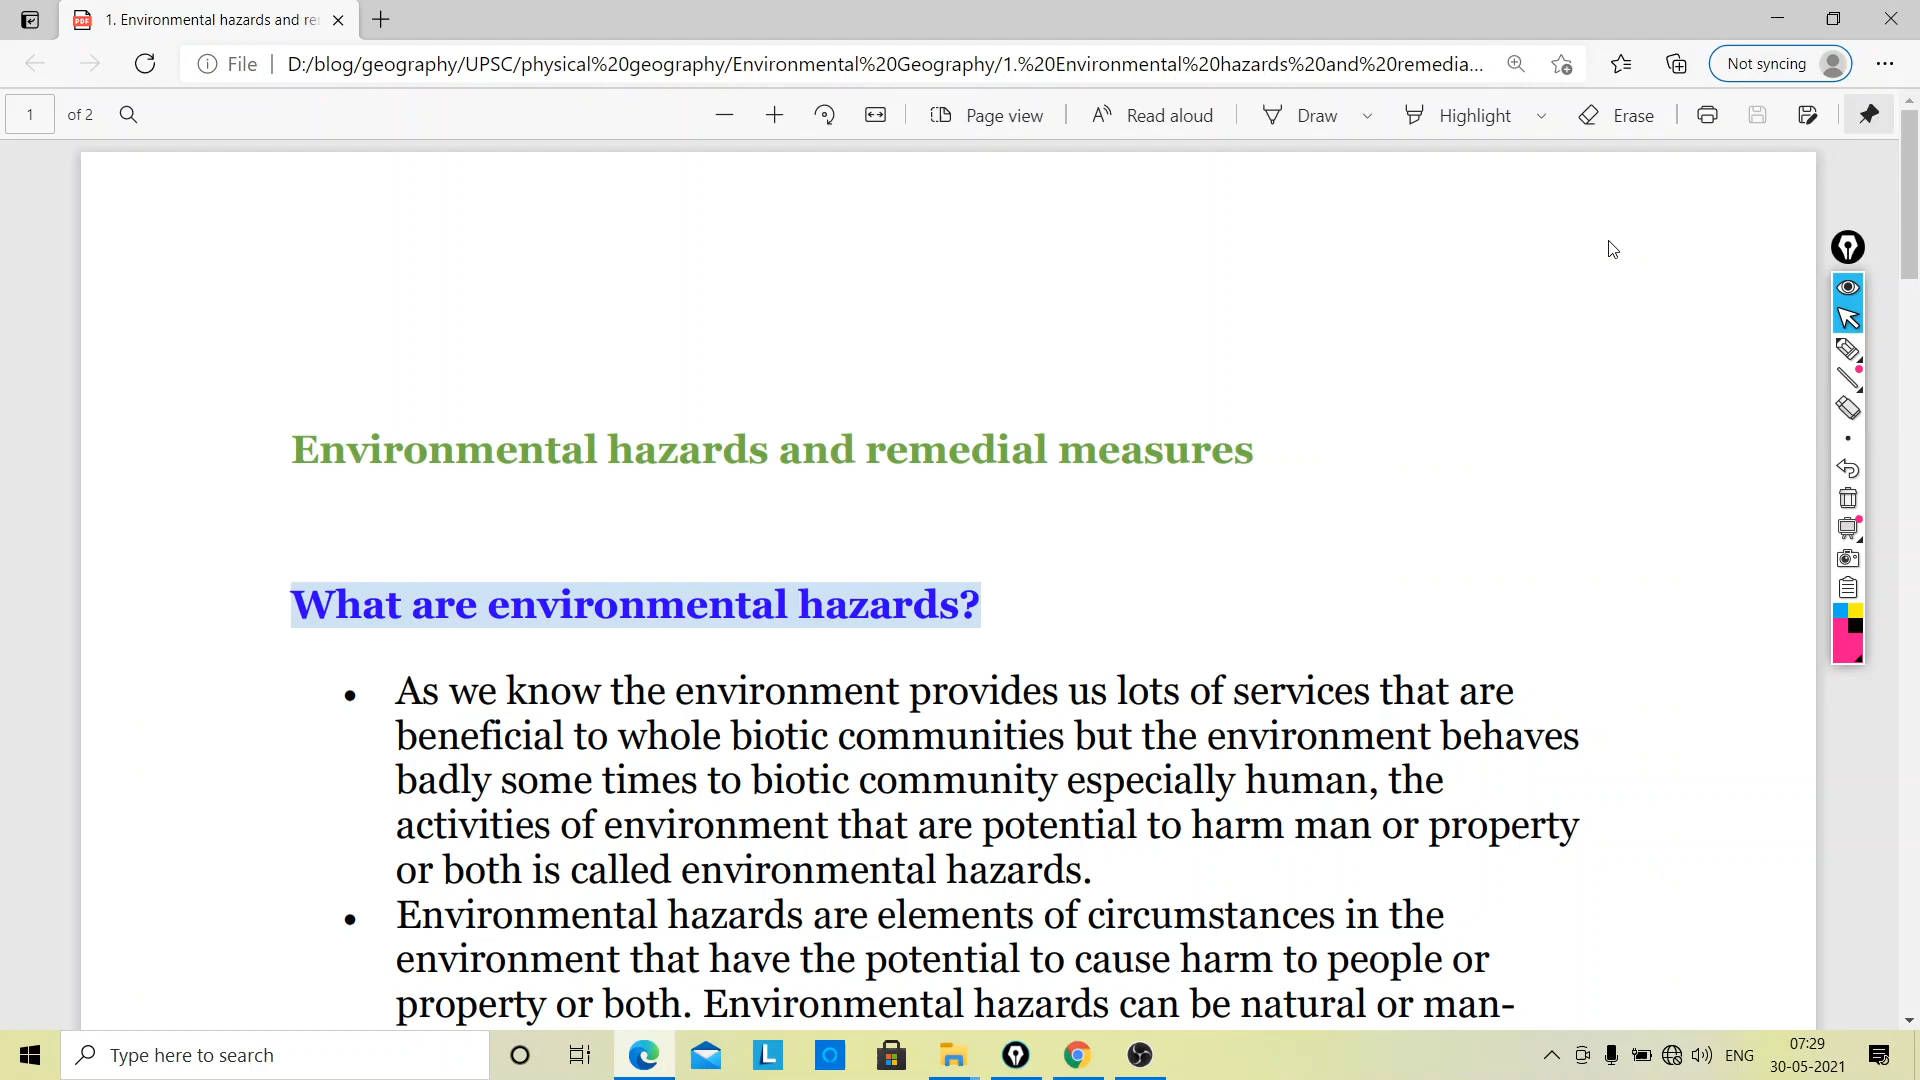 1. Environmental hazards and re
File
D:/blog/geography/UPSC/physical%20geography/Environmental%20Geography/1.%20Environmental%20hazards%20and%20remedia...
Not syncing
1 of 2
Page view
Read aloud
Draw
Highlight
Erase
Environmental hazards and remedial measures
What are environmental hazards?
• As we know the environment provides us lots of services that are
beneficial to whole biotic communities but the environment behaves
badly some times to biotic community especially human, the
activities of environment that are potential to harm man or property
or both is called environmental hazards.
• Environmental hazards are elements of circumstances in the
environment that have the potential to cause harm to people or
property or both. Environmental hazards can be natural or man-
Type here to search
ENG
07:29
30-05-2021